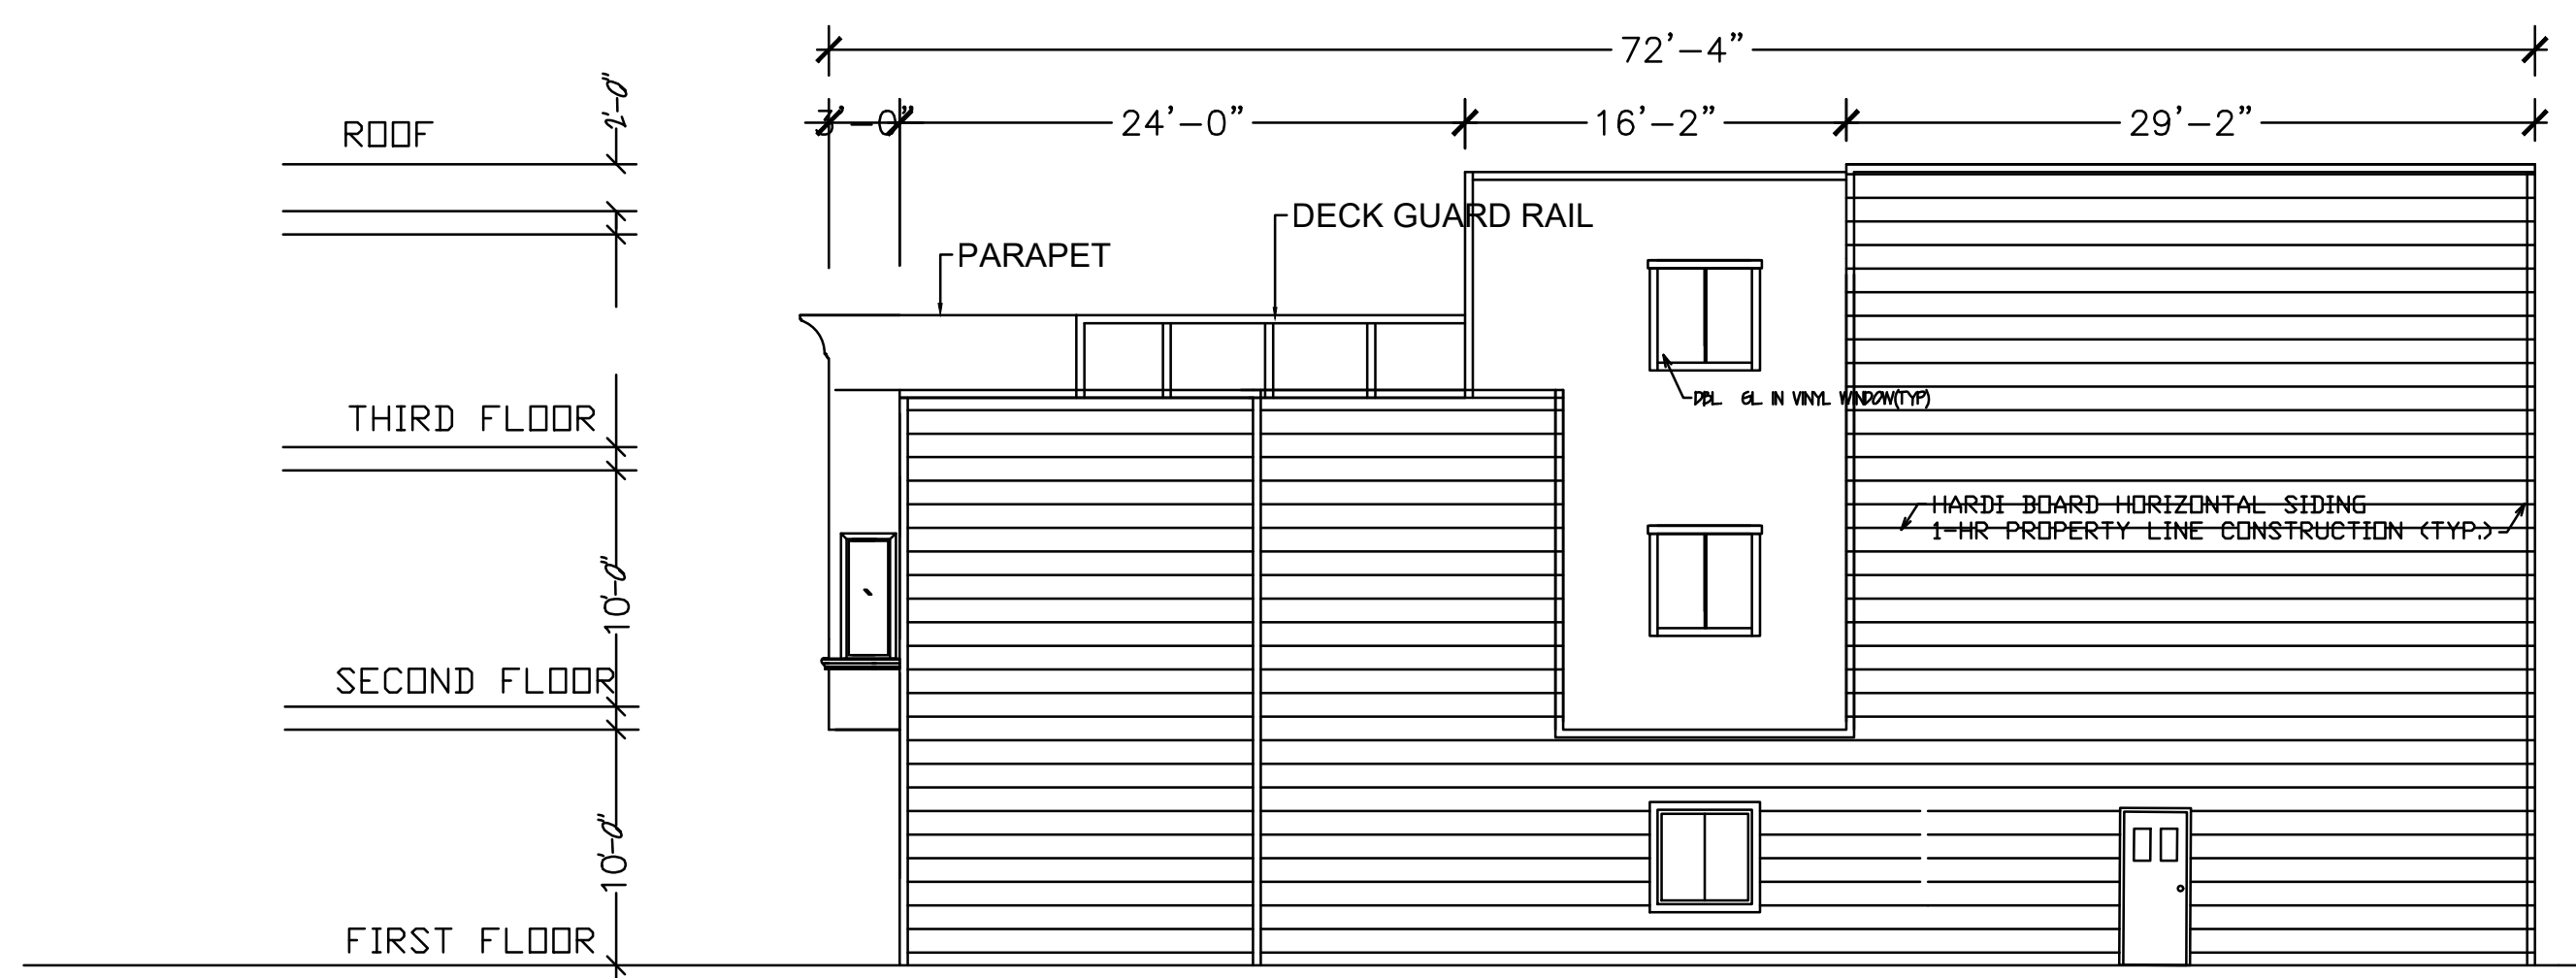 72'-4"
3'-0"
24'-0"
16'-2"
29'-2"
2'-0"
ROOF
DECK GUARD RAIL
PARAPET
DBL GL IN VINYL WINDOW(TYP)
THIRD FLOOR
HARDI BOARD HORIZONTAL SIDING
1-HR PROPERTY LINE CONSTRUCTION (TYP.)
10'-0"
SECOND FLOOR
10'-0"
FIRST FLOOR